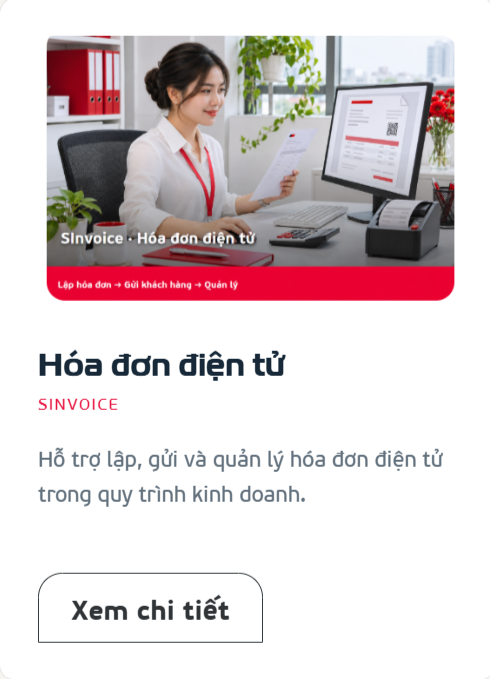 SInvoice · Hóa đơn điện tử
Lập hóa đơn → Gửi khách hàng → Quản lý
Hóa đơn điện tử
SINVOICE
Hỗ trợ lập, gửi và quản lý hóa đơn điện tử
trong quy trình kinh doanh.
Xem chi tiết